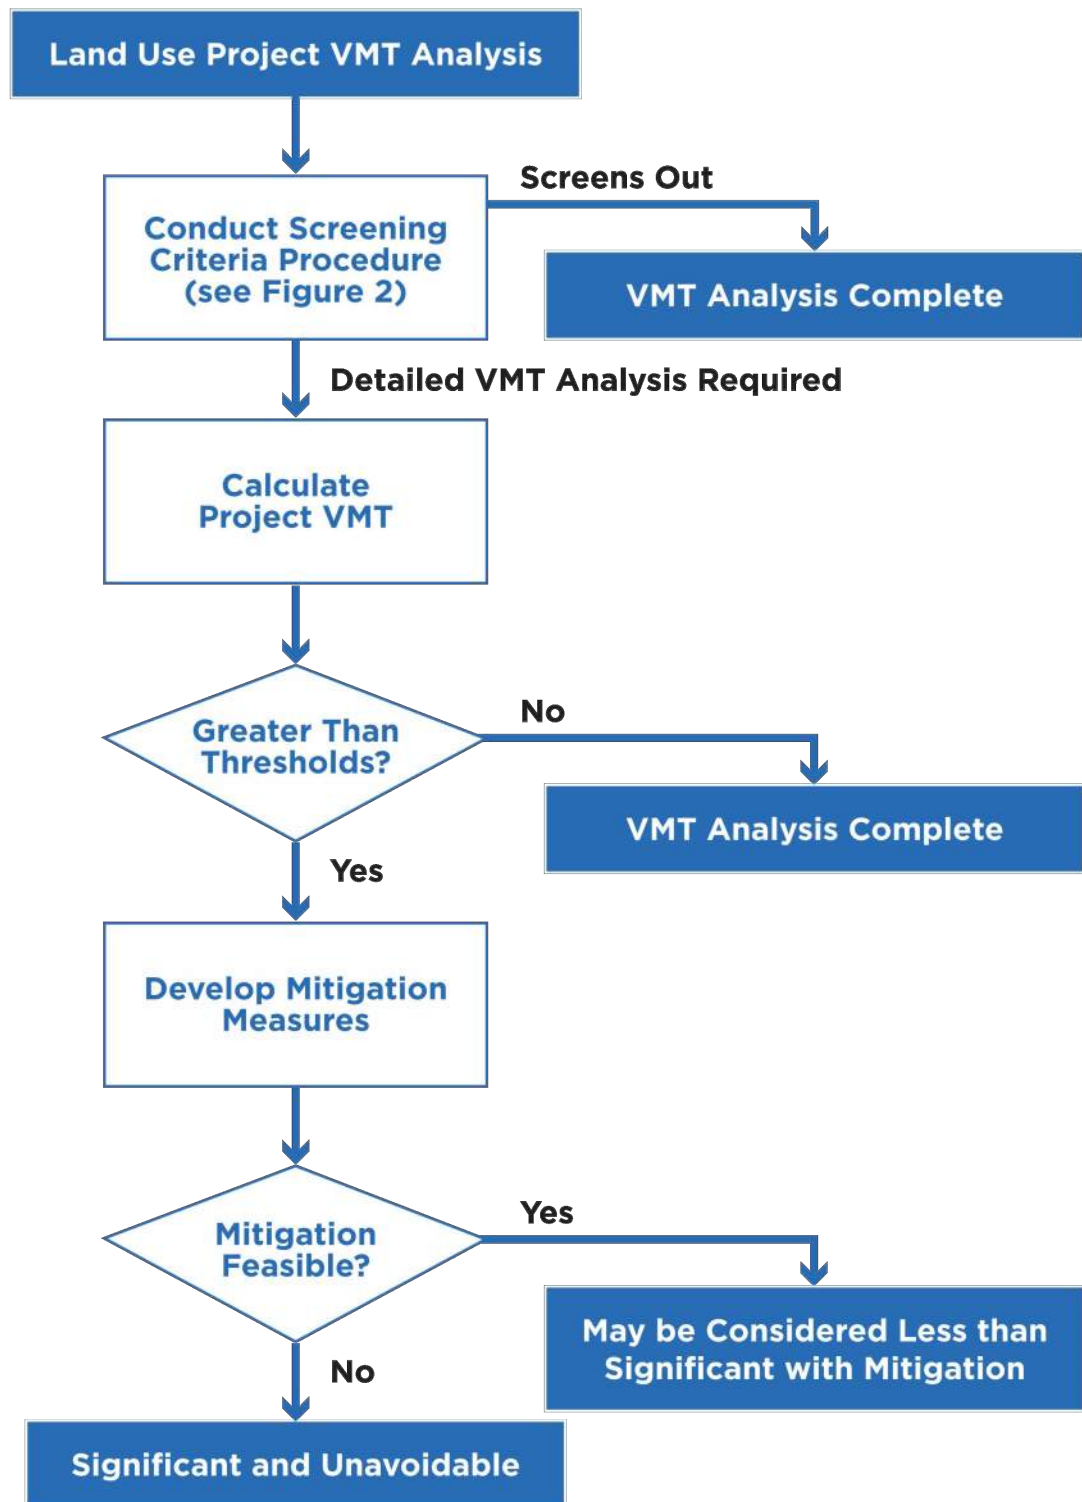 Land Use Project VMT Analysis
Screens Out
Conduct Screening
Criteria Procedure
(see Figure 2)
VMT Analysis Complete
Detailed VMT Analysis Required
Calculate
Project VMT
Greater Than
Thresholds?
No
VMT Analysis Complete
Yes
Develop Mitigation
Measures
Mitigation
Feasible?
Yes
May be Considered Less than
Significant with Mitigation
No
Significant and Unavoidable